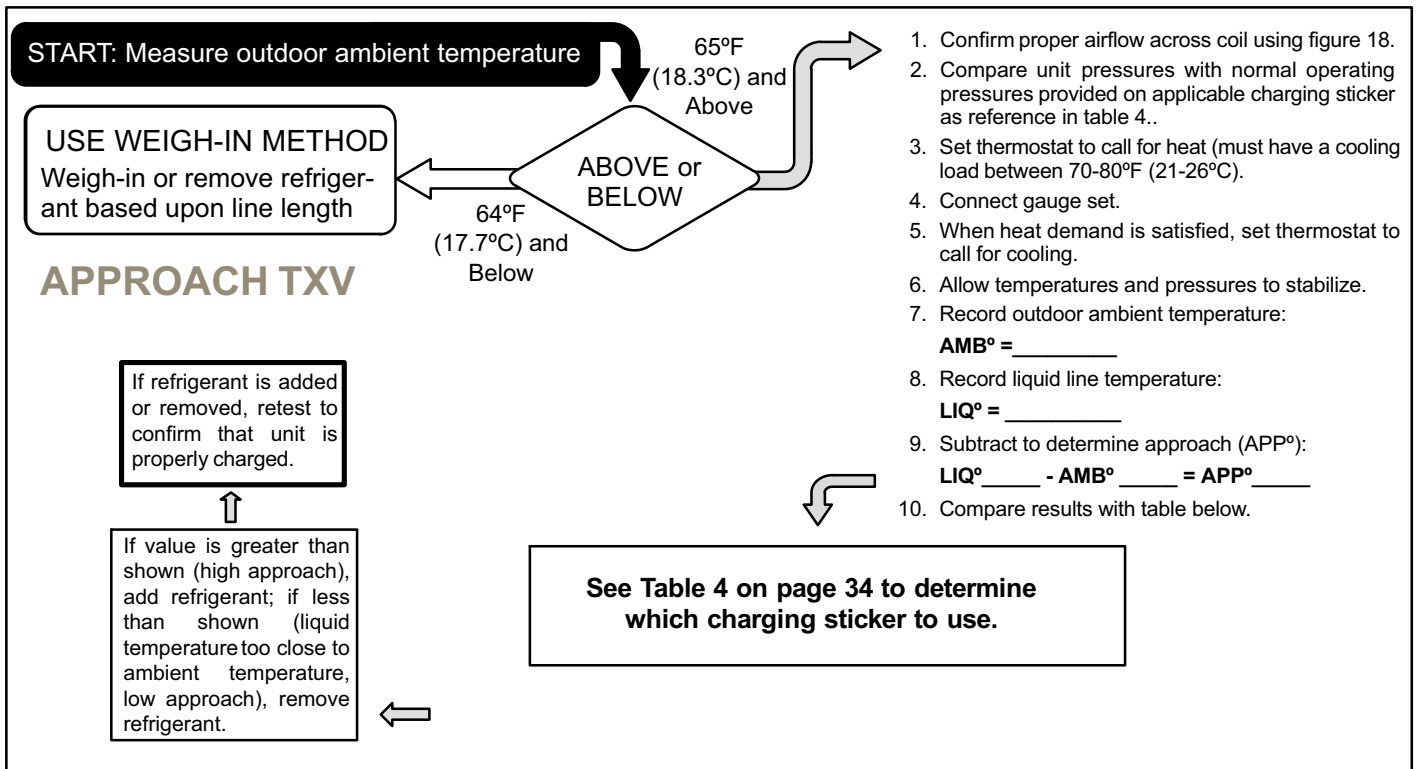 START: Measure outdoor ambient temperature
65ºF
(18.3ºC) and
Above
ABOVE or
BELOW
64ºF
(17.7ºC) and
Below
USE WEIGH-IN METHOD
Weigh-in or remove refriger-
ant based upon line length
APPROACH TXV
1. Confirm proper airflow across coil using figure 18.
2. Compare unit pressures with normal operating
pressures provided on applicable charging sticker
as reference in table 4..
3. Set thermostat to call for heat (must have a cooling
load between 70-80ºF (21-26ºC).
4. Connect gauge set.
5. When heat demand is satisfied, set thermostat to
call for cooling.
6. Allow temperatures and pressures to stabilize.
7. Record outdoor ambient temperature:
AMBº =_________
8. Record liquid line temperature:
LIQº = __________
9. Subtract to determine approach (APPº):
LIQº_____ - AMBº _____ = APPº_____
10. Compare results with table below.
See Table 4 on page 34 to determine
which charging sticker to use.
If value is greater than
shown (high approach),
add refrigerant; if less
than shown (liquid
temperature too close to
ambient temperature,
low approach), remove
refrigerant.
If refrigerant is added
or removed, retest to
confirm that unit is
properly charged.